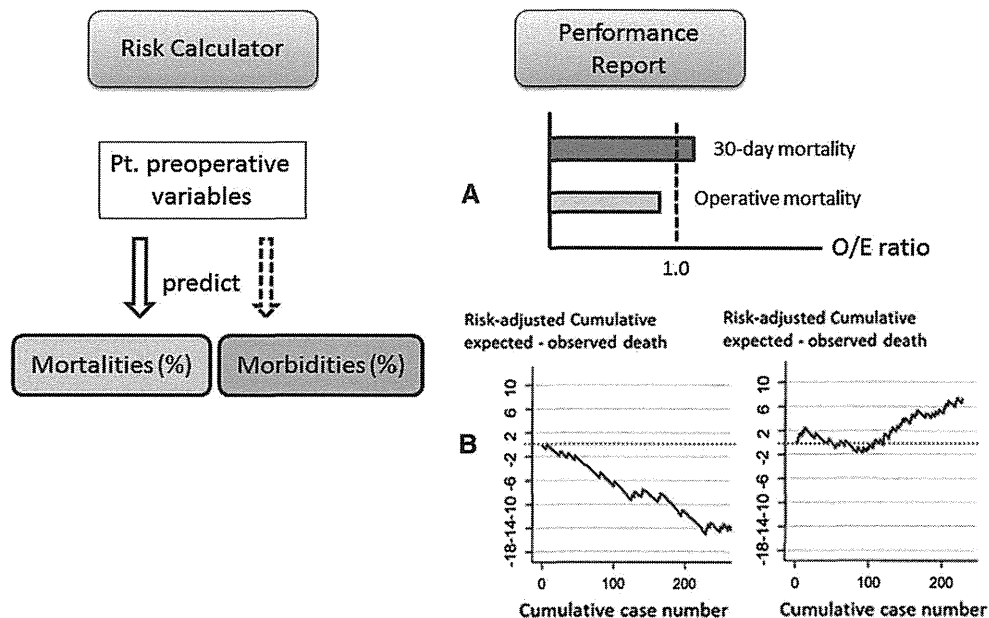 Risk Calculator
Pt. preoperative
variables
predict
Mortalities (%)
Morbidities (%)
Performance
Report
A
30-day mortality
Operative mortality
O/E ratio
1.0
B
Risk-adjusted Cumulative
expected - observed death
10
6
2
-2
-6
-10
-14
-18
0
100
200
Cumulative case number
Risk-adjusted Cumulative
expected - observed death
10
6
2
-2
-6
-10
-14
-18
0
100
200
Cumulative case number